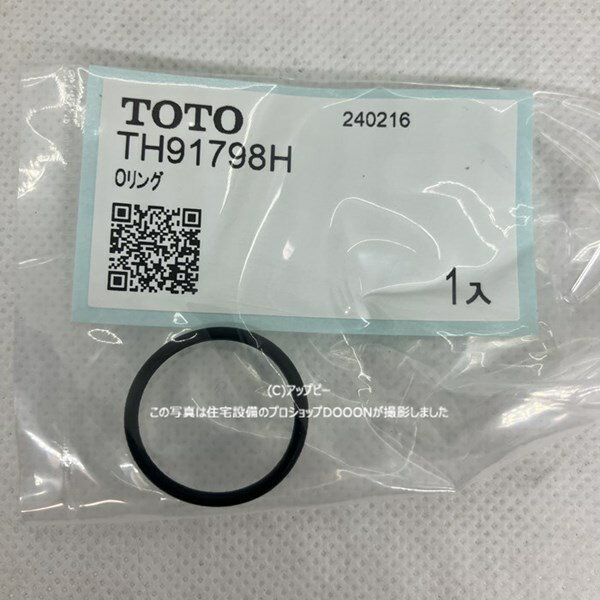 TOTO
240216
TH91798H
Oリング
1入
(C)アップピー
この写真は住宅設備のプロショップDOOONが撮影しました